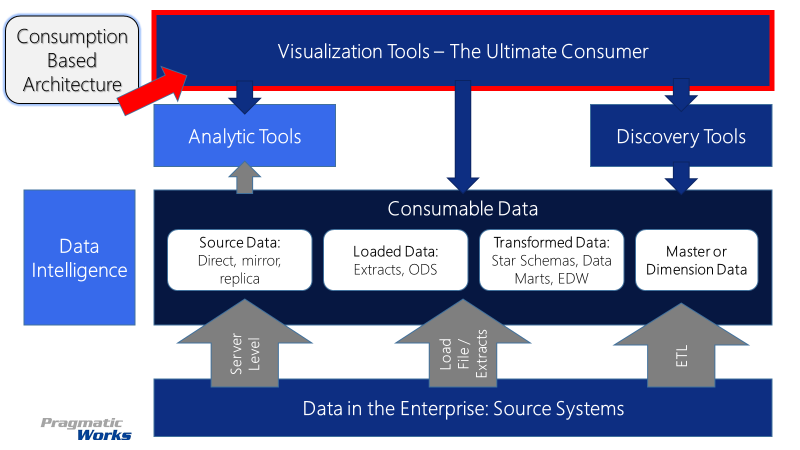 Consumption
Based
Architecture
Visualization Tools – The Ultimate Consumer
Analytic Tools
Discovery Tools
Data
Intelligence
Consumable Data
Source Data:
Direct, mirror,
replica
Loaded Data:
Extracts, ODS
Transformed Data:
Star Schemas, Data
Marts, EDW
Master or
Dimension Data
Server
Level
Load
File/
Extracts
ETL
Data in the Enterprise: Source Systems
Pragmatic
Works